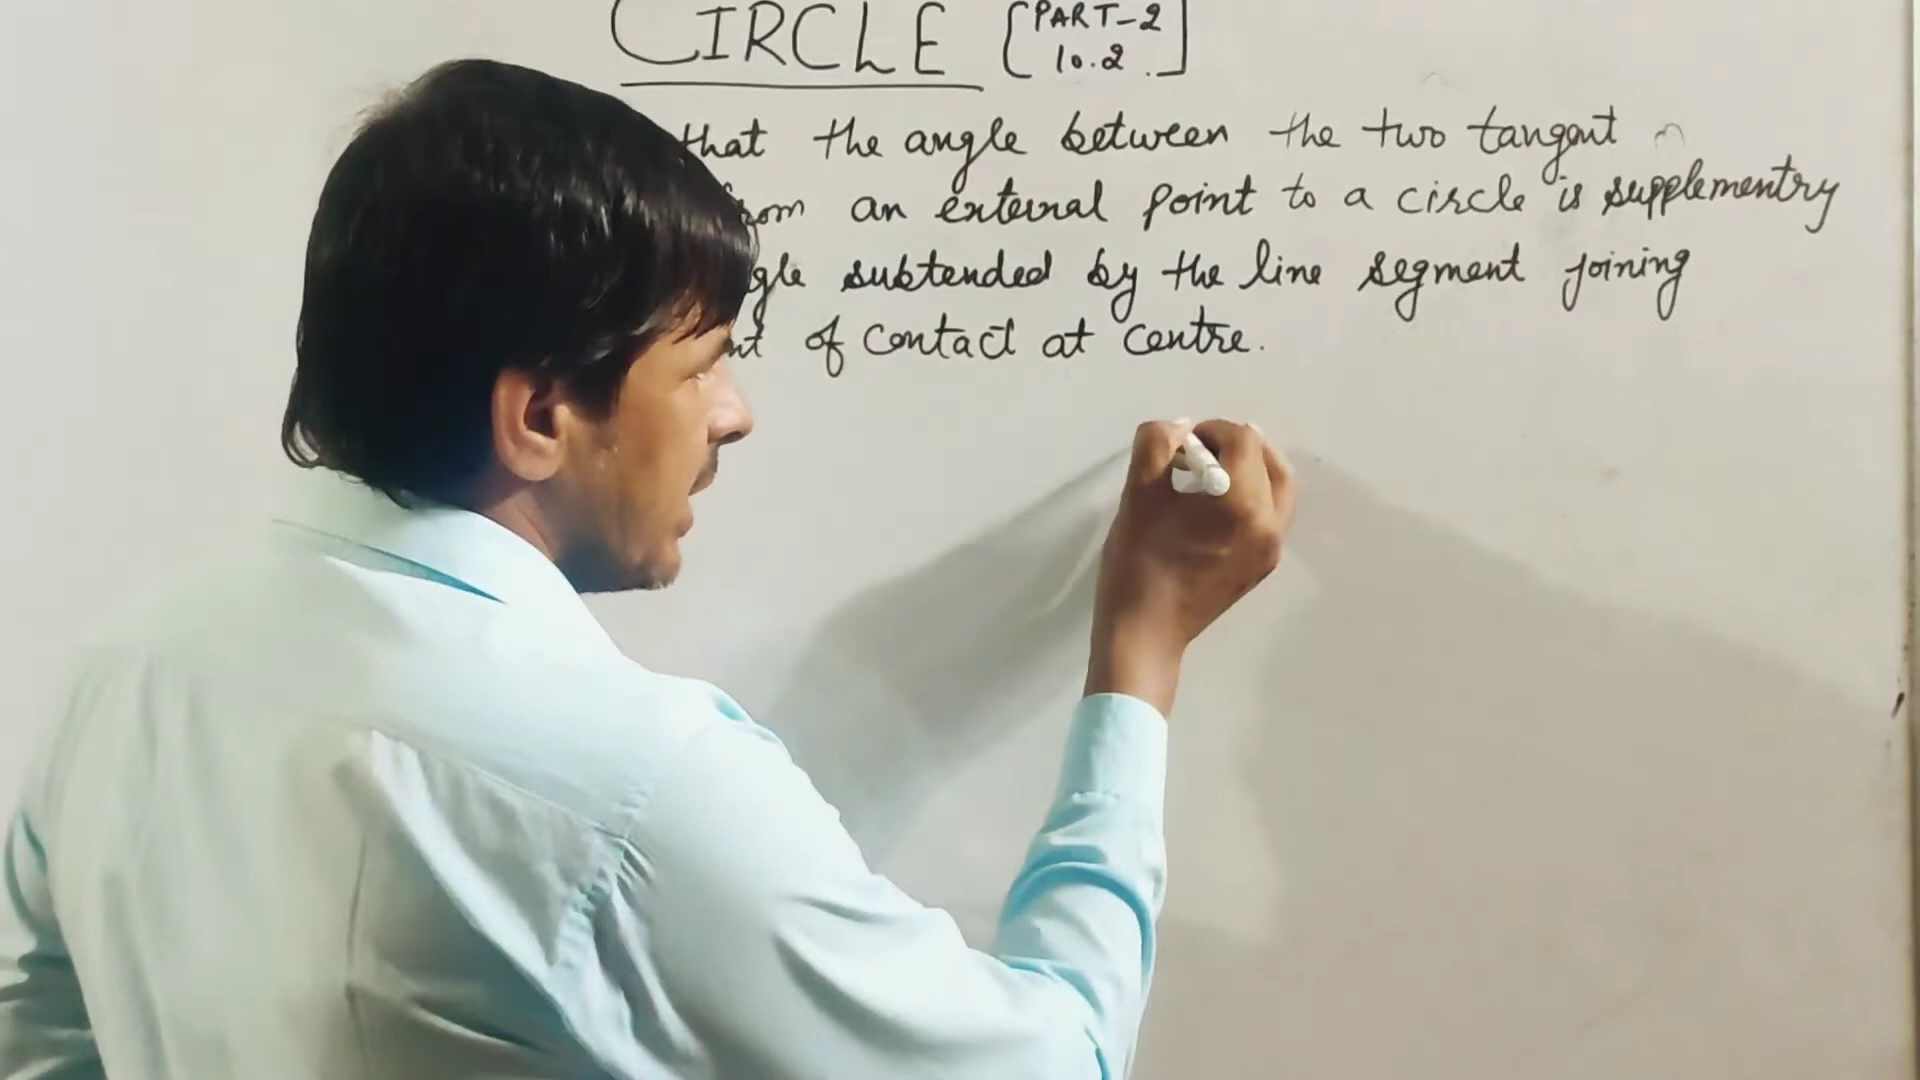 CIRCLE [PART-2 10.2.]
that the angle between the two tangent
from an external point to a circle is supplementry
subtended by the line segment joining
of contact at centre.